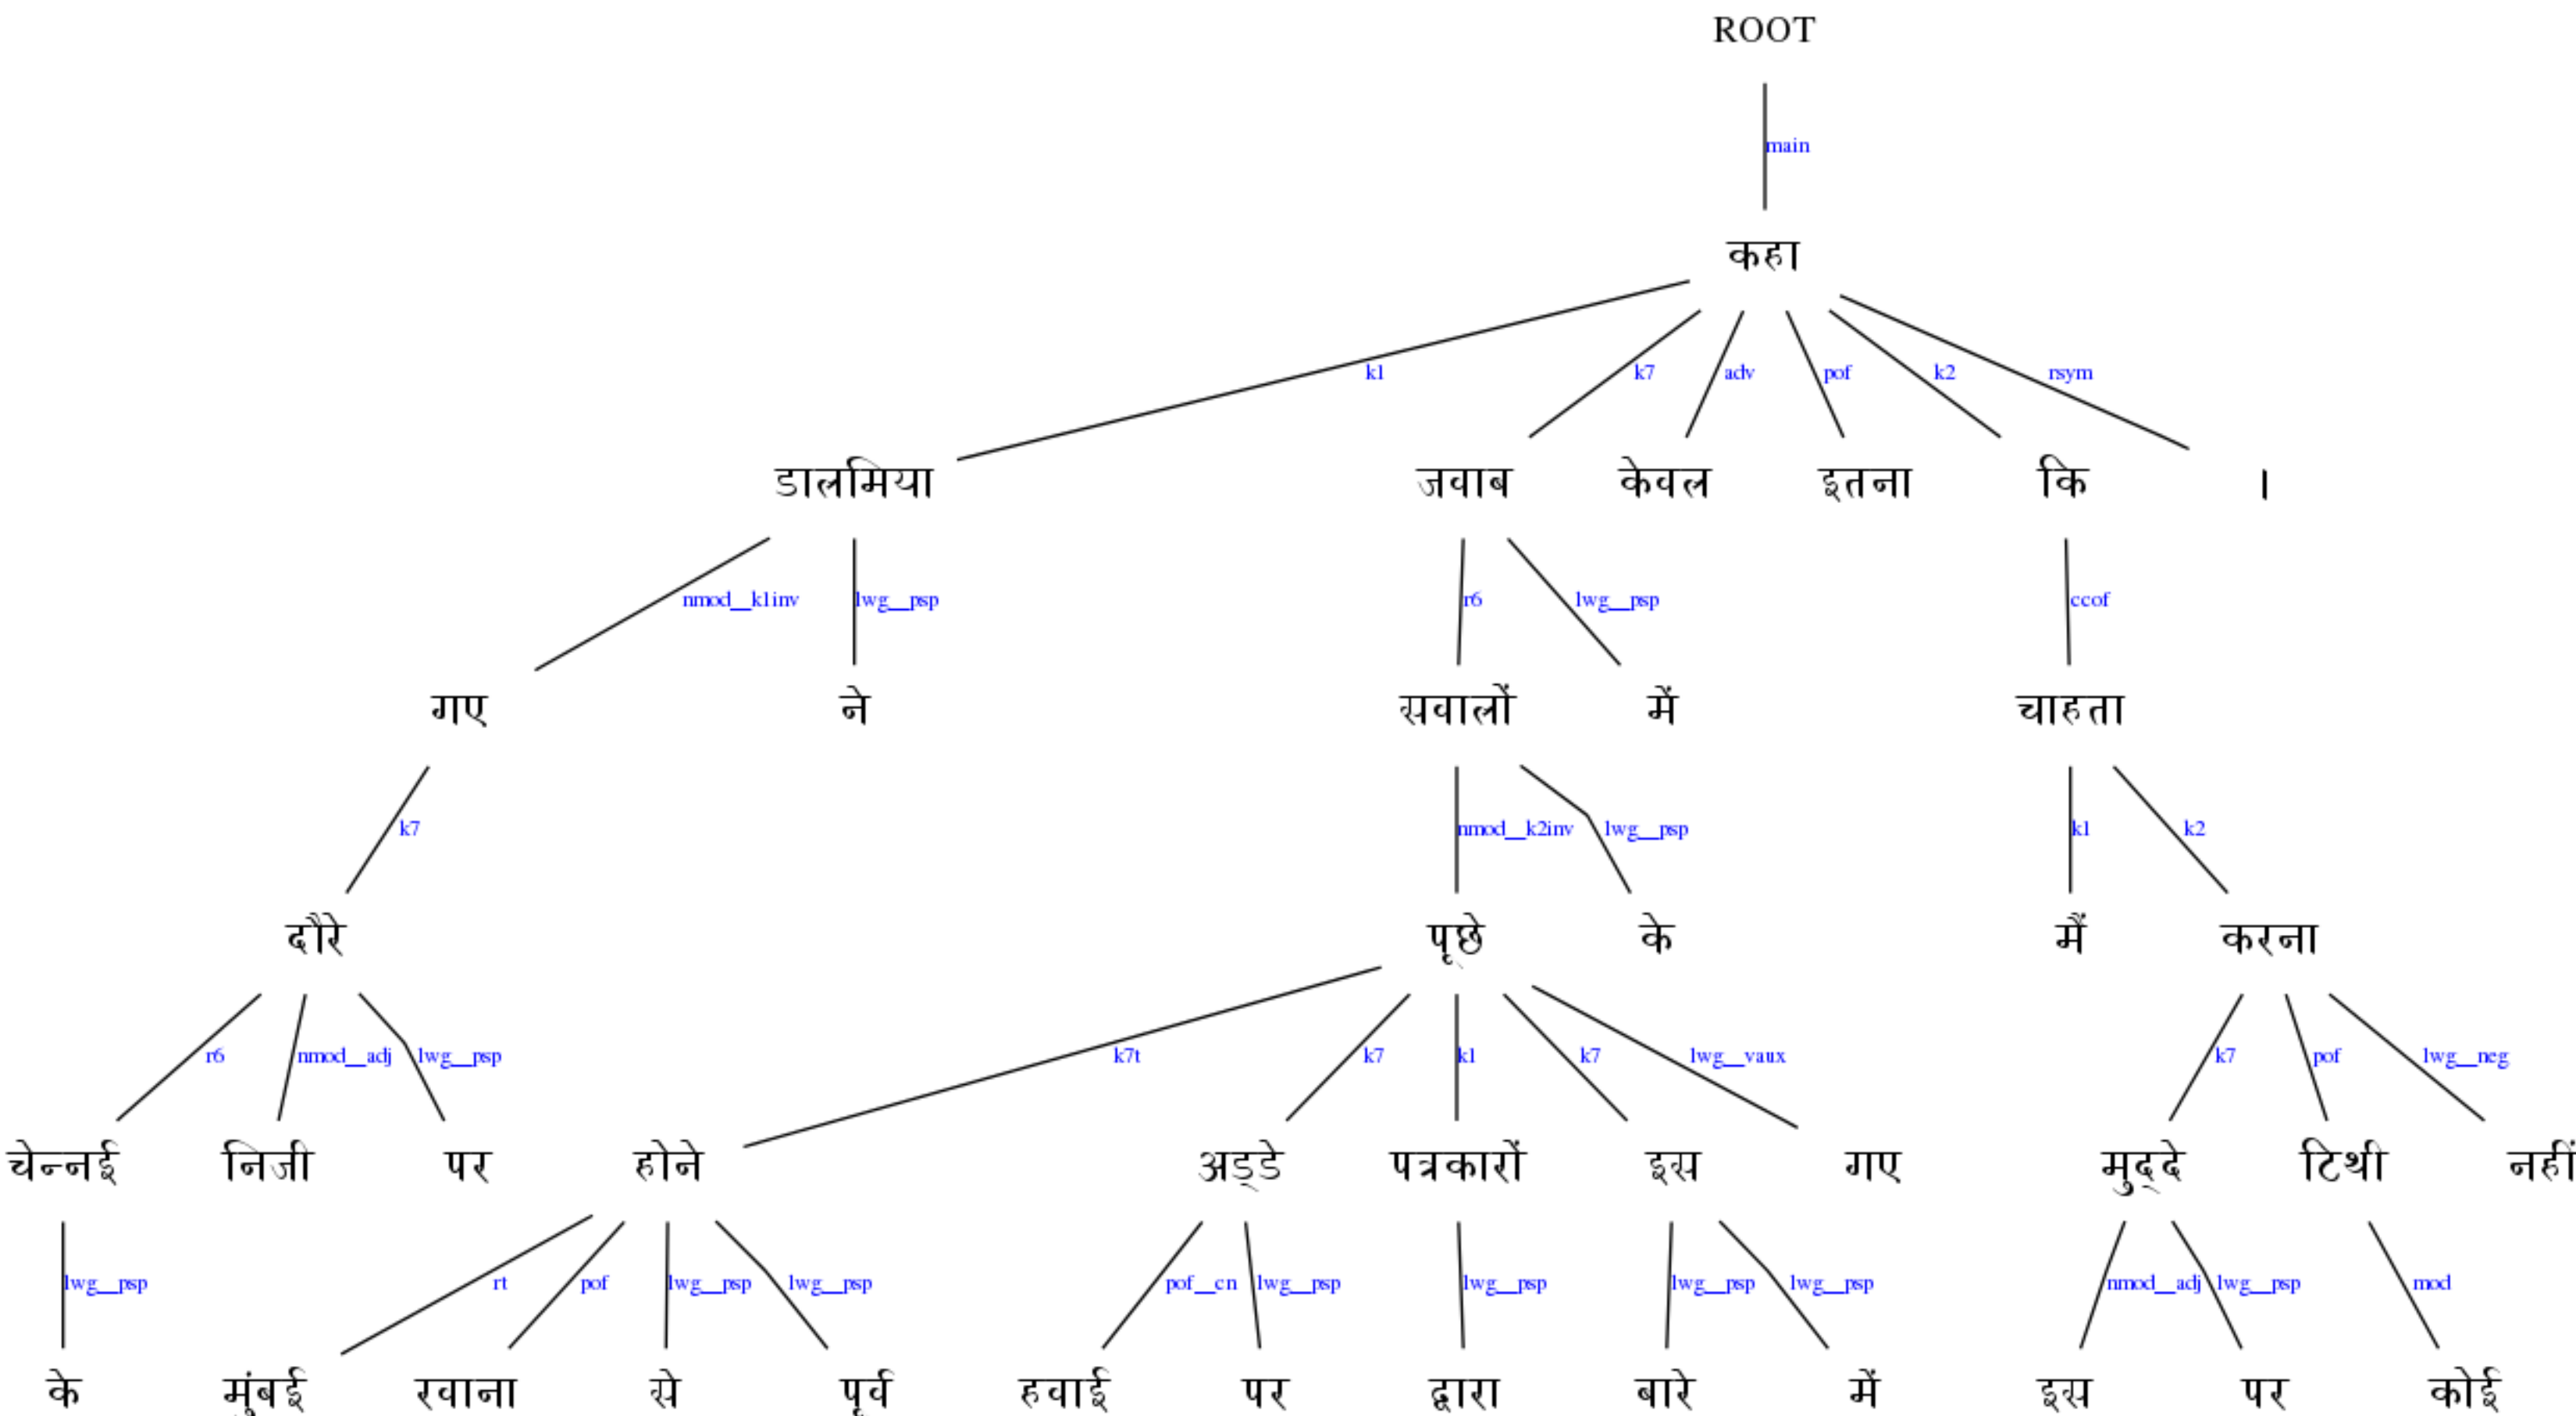 ROOT
main
कहा
k1 k7 adv pof k2 rsym
डालमिया जवाब केवल इतना कि ।
nmod__k1inv lwg__psp r6 lwg__psp ccof
गए ने सवालों में चाहता
k7 nmod__k2inv lwg__psp k1 k2
दौरे पूछे के मैं करना
r6 nmod__adj lwg__psp k7t k7 k1 k7 lwg__vaux k7 pof lwg__neg
चेन्नई निजी पर होने अड्डे पत्रकारों इस गए मुद्दे टिथी नहीं
lwg__psp rt pof lwg__psp lwg__psp pof__cn lwg__psp lwg__psp lwg__psp lwg__psp nmod__adj lwg__psp mod
के मुंबई रवाना से पूर्व हवाई पर द्वारा बारे में इस पर कोई